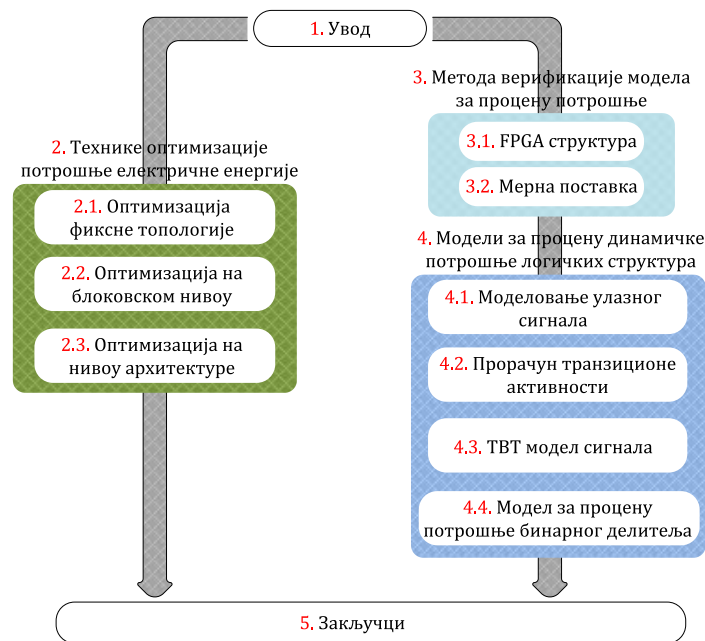 1. Увод
2. Технике оптимизације
потрошње електричне енергије
2.1. Оптимизација
фиксне топологије
2.2. Оптимизација на
блоковском нивоу
2.3. Оптимизација на
нивоу архитектуре
3. Метода верификације модела
за процену потрошње
3.1. FPGA структура
3.2. Мерна поставка
4. Модели за процену динамичке
потрошње логичких структура
4.1. Моделовање улазног
сигнала
4.2. Прорачун транзиционе
активности
4.3. ТВТ модел сигнала
4.4. Модел за процену
потрошње бинарног делитеља
5. Закључци